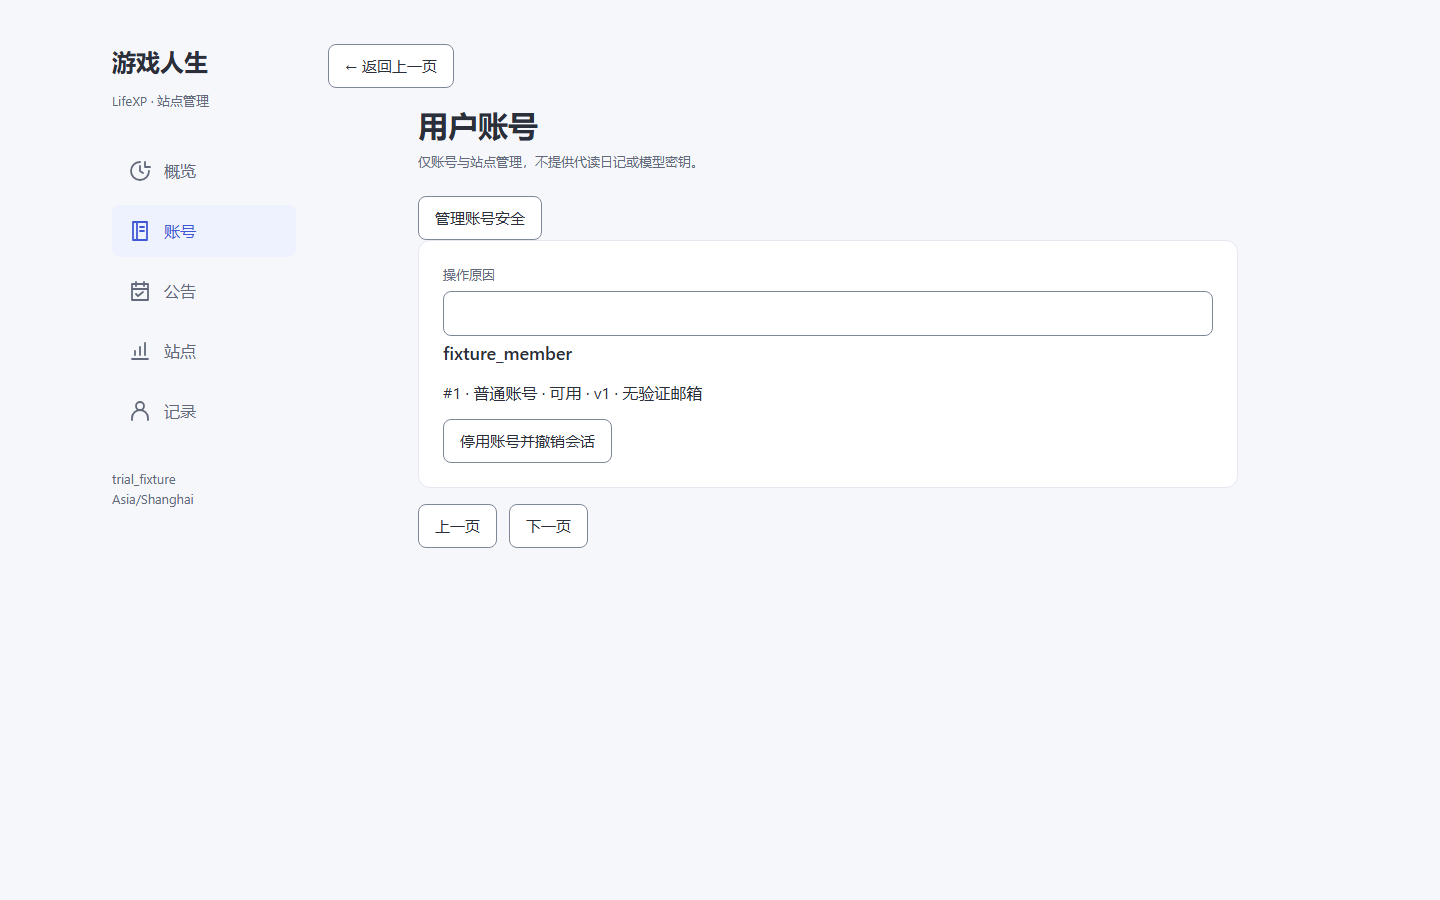 游戏人生
LifeXP · 站点管理
概览
账号
公告
站点
记录
trial_fixture
Asia/Shanghai
← 返回上一页
用户账号
仅账号与站点管理，不提供代读日记或模型密钥。
管理账号安全
操作原因
fixture_member
#1 · 普通账号 · 可用 · v1 · 无验证邮箱
停用账号并撤销会话
上一页
下一页